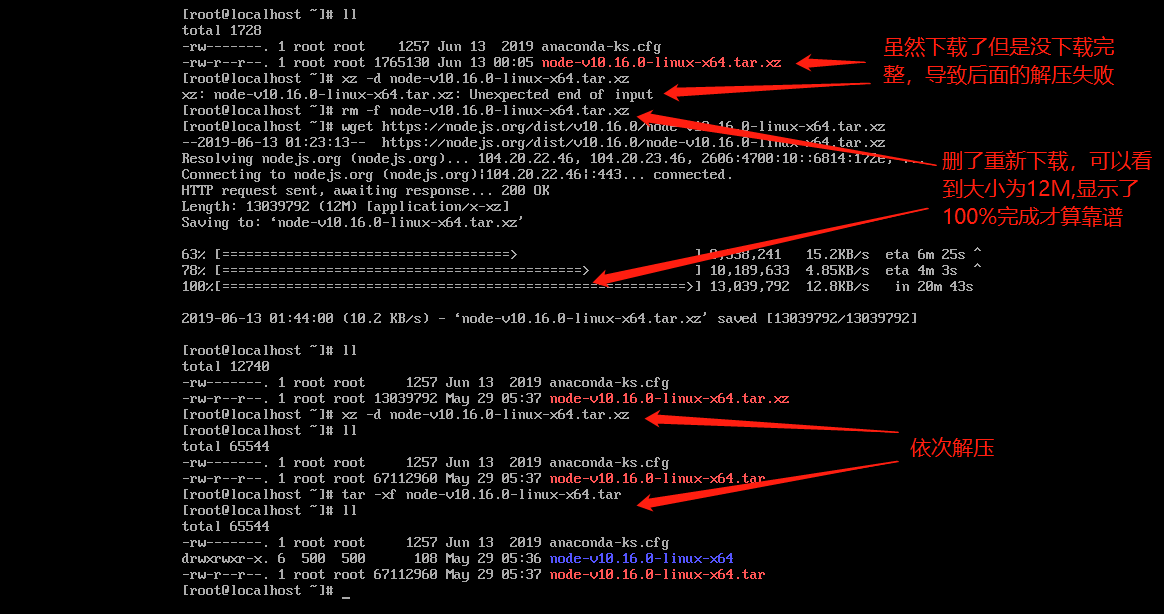 [root@localhost ~]# ll
total 1728
-rw-------. 1 root root    1257 Jun 13  2019 anaconda-ks.cfg
-rw-r--r--. 1 root root 1765130 Jun 13 00:05 node-v10.16.0-linux-x64.tar.xz
虽然下载了但是没下载完
整，导致后面的解压失败
[root@localhost ~]# xz -d node-v10.16.0-linux-x64.tar.xz
xz: node-v10.16.0-linux-x64.tar.xz: Unexpected end of input
[root@localhost ~]# rm -f node-v10.16.0-linux-x64.tar.xz
[root@localhost ~]# wget https://nodejs.org/dist/v10.16.0/node-v10.16.0-linux-x64.tar.xz
--2019-06-13 01:23:13--  https://nodejs.org/dist/v10.16.0/node-v10.16.0-linux-x64.tar.xz
Resolving nodejs.org (nodejs.org)... 104.20.22.46, 104.20.23.46, 2606:4700:10::6814:172e, ...
Connecting to nodejs.org (nodejs.org)|104.20.22.46|:443... connected.
HTTP request sent, awaiting response... 200 OK
Length: 13039792 (12M) [application/x-xz]
Saving to: ‘node-v10.16.0-linux-x64.tar.xz’
删了重新下载，可以看
到大小为12M,显示了
100%完成才算靠谱
63% [====================================>                       ] 15.2KB/s  eta 6m 25s ^
78% [=============================================>             ] 10,189,633  4.85KB/s  eta 4m 3s  ^
100%[==========================================================>] 13,039,792  12.8KB/s   in 20m 43s
2019-06-13 01:44:00 (10.2 KB/s) - ‘node-v10.16.0-linux-x64.tar.xz’ saved [13039792/13039792]
[root@localhost ~]# ll
total 12740
-rw-------. 1 root root     1257 Jun 13  2019 anaconda-ks.cfg
-rw-r--r--. 1 root root 13039792 May 29 05:37 node-v10.16.0-linux-x64.tar.xz
[root@localhost ~]# xz -d node-v10.16.0-linux-x64.tar.xz
[root@localhost ~]# ll
total 65544
-rw-------. 1 root root     1257 Jun 13  2019 anaconda-ks.cfg
-rw-r--r--. 1 root root 67112960 May 29 05:37 node-v10.16.0-linux-x64.tar
依次解压
[root@localhost ~]# tar -xf node-v10.16.0-linux-x64.tar
[root@localhost ~]# ll
total 65544
-rw-------. 1 root root     1257 Jun 13  2019 anaconda-ks.cfg
drwxrwxr-x. 6  500  500      108 May 29 05:36 node-v10.16.0-linux-x64
-rw-r--r--. 1 root root 67112960 May 29 05:37 node-v10.16.0-linux-x64.tar
[root@localhost ~]# _